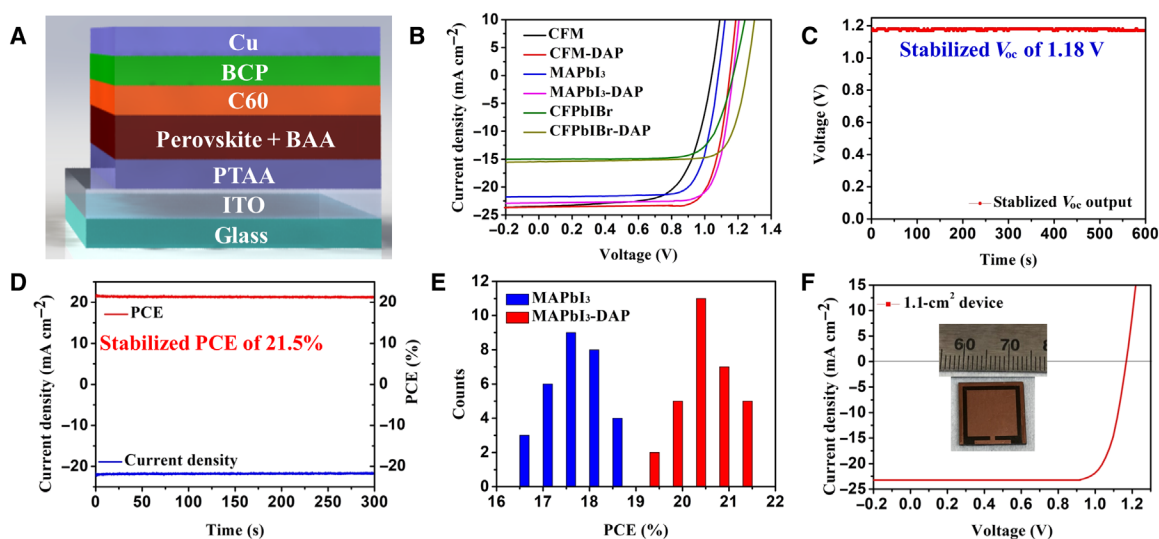 A
Cu
BCP
C60
Perovskite + BAA
PTAA
ITO
Glass
B
10
5
0
−5
−10
−15
−20
−25
Current density (mA cm−2)
CFM
CFM-DAP
MAPbI3
MAPbI3-DAP
CFPbIBr
CFPbIBr-DAP
−0.2 0.0 0.2 0.4 0.6 0.8 1.0 1.2 1.4
Voltage (V)
C
1.2
1.0
0.8
0.6
0.4
0.2
0.0
Voltage (V)
Stabilized Voc of 1.18 V
Stablized Voc output
0 100 200 300 400 500 600
Time (s)
D
20
10
0
−10
−20
Current density (mA cm−2)
PCE
Stabilized PCE of 21.5%
Current density
20
10
0
−10
−20
PCE (%)
0 50 100 150 200 250 300
Time (s)
E
12
10
8
6
4
2
0
Counts
MAPbI3
MAPbI3-DAP
16 17 18 19 20 21 22
PCE (%)
F
15
10
5
0
−5
−10
−15
−20
−25
Current density (mA cm−2)
1.1-cm2 device
60 70
−0.2 0.0 0.2 0.4 0.6 0.8 1.0 1.2
Voltage (V)